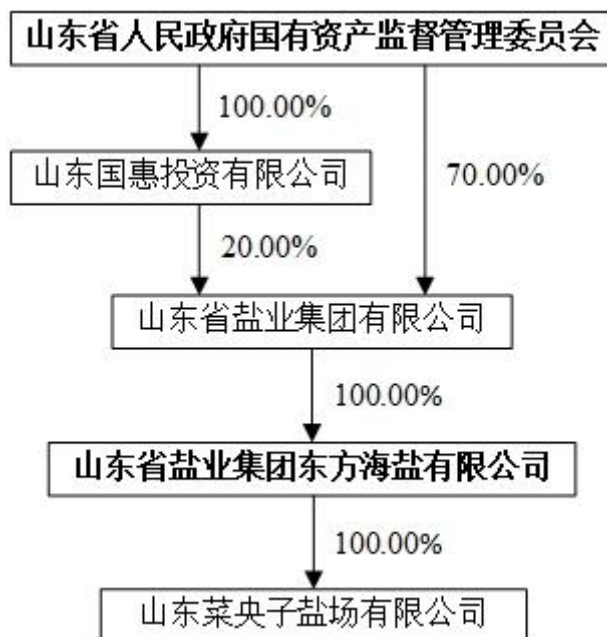 山东省人民政府国有资产监督管理委员会
100.00%
山东国惠投资有限公司
70.00%
20.00%
山东省盐业集团有限公司
100.00%
山东省盐业集团东方海盐有限公司
100.00%
山东菜央子盐场有限公司